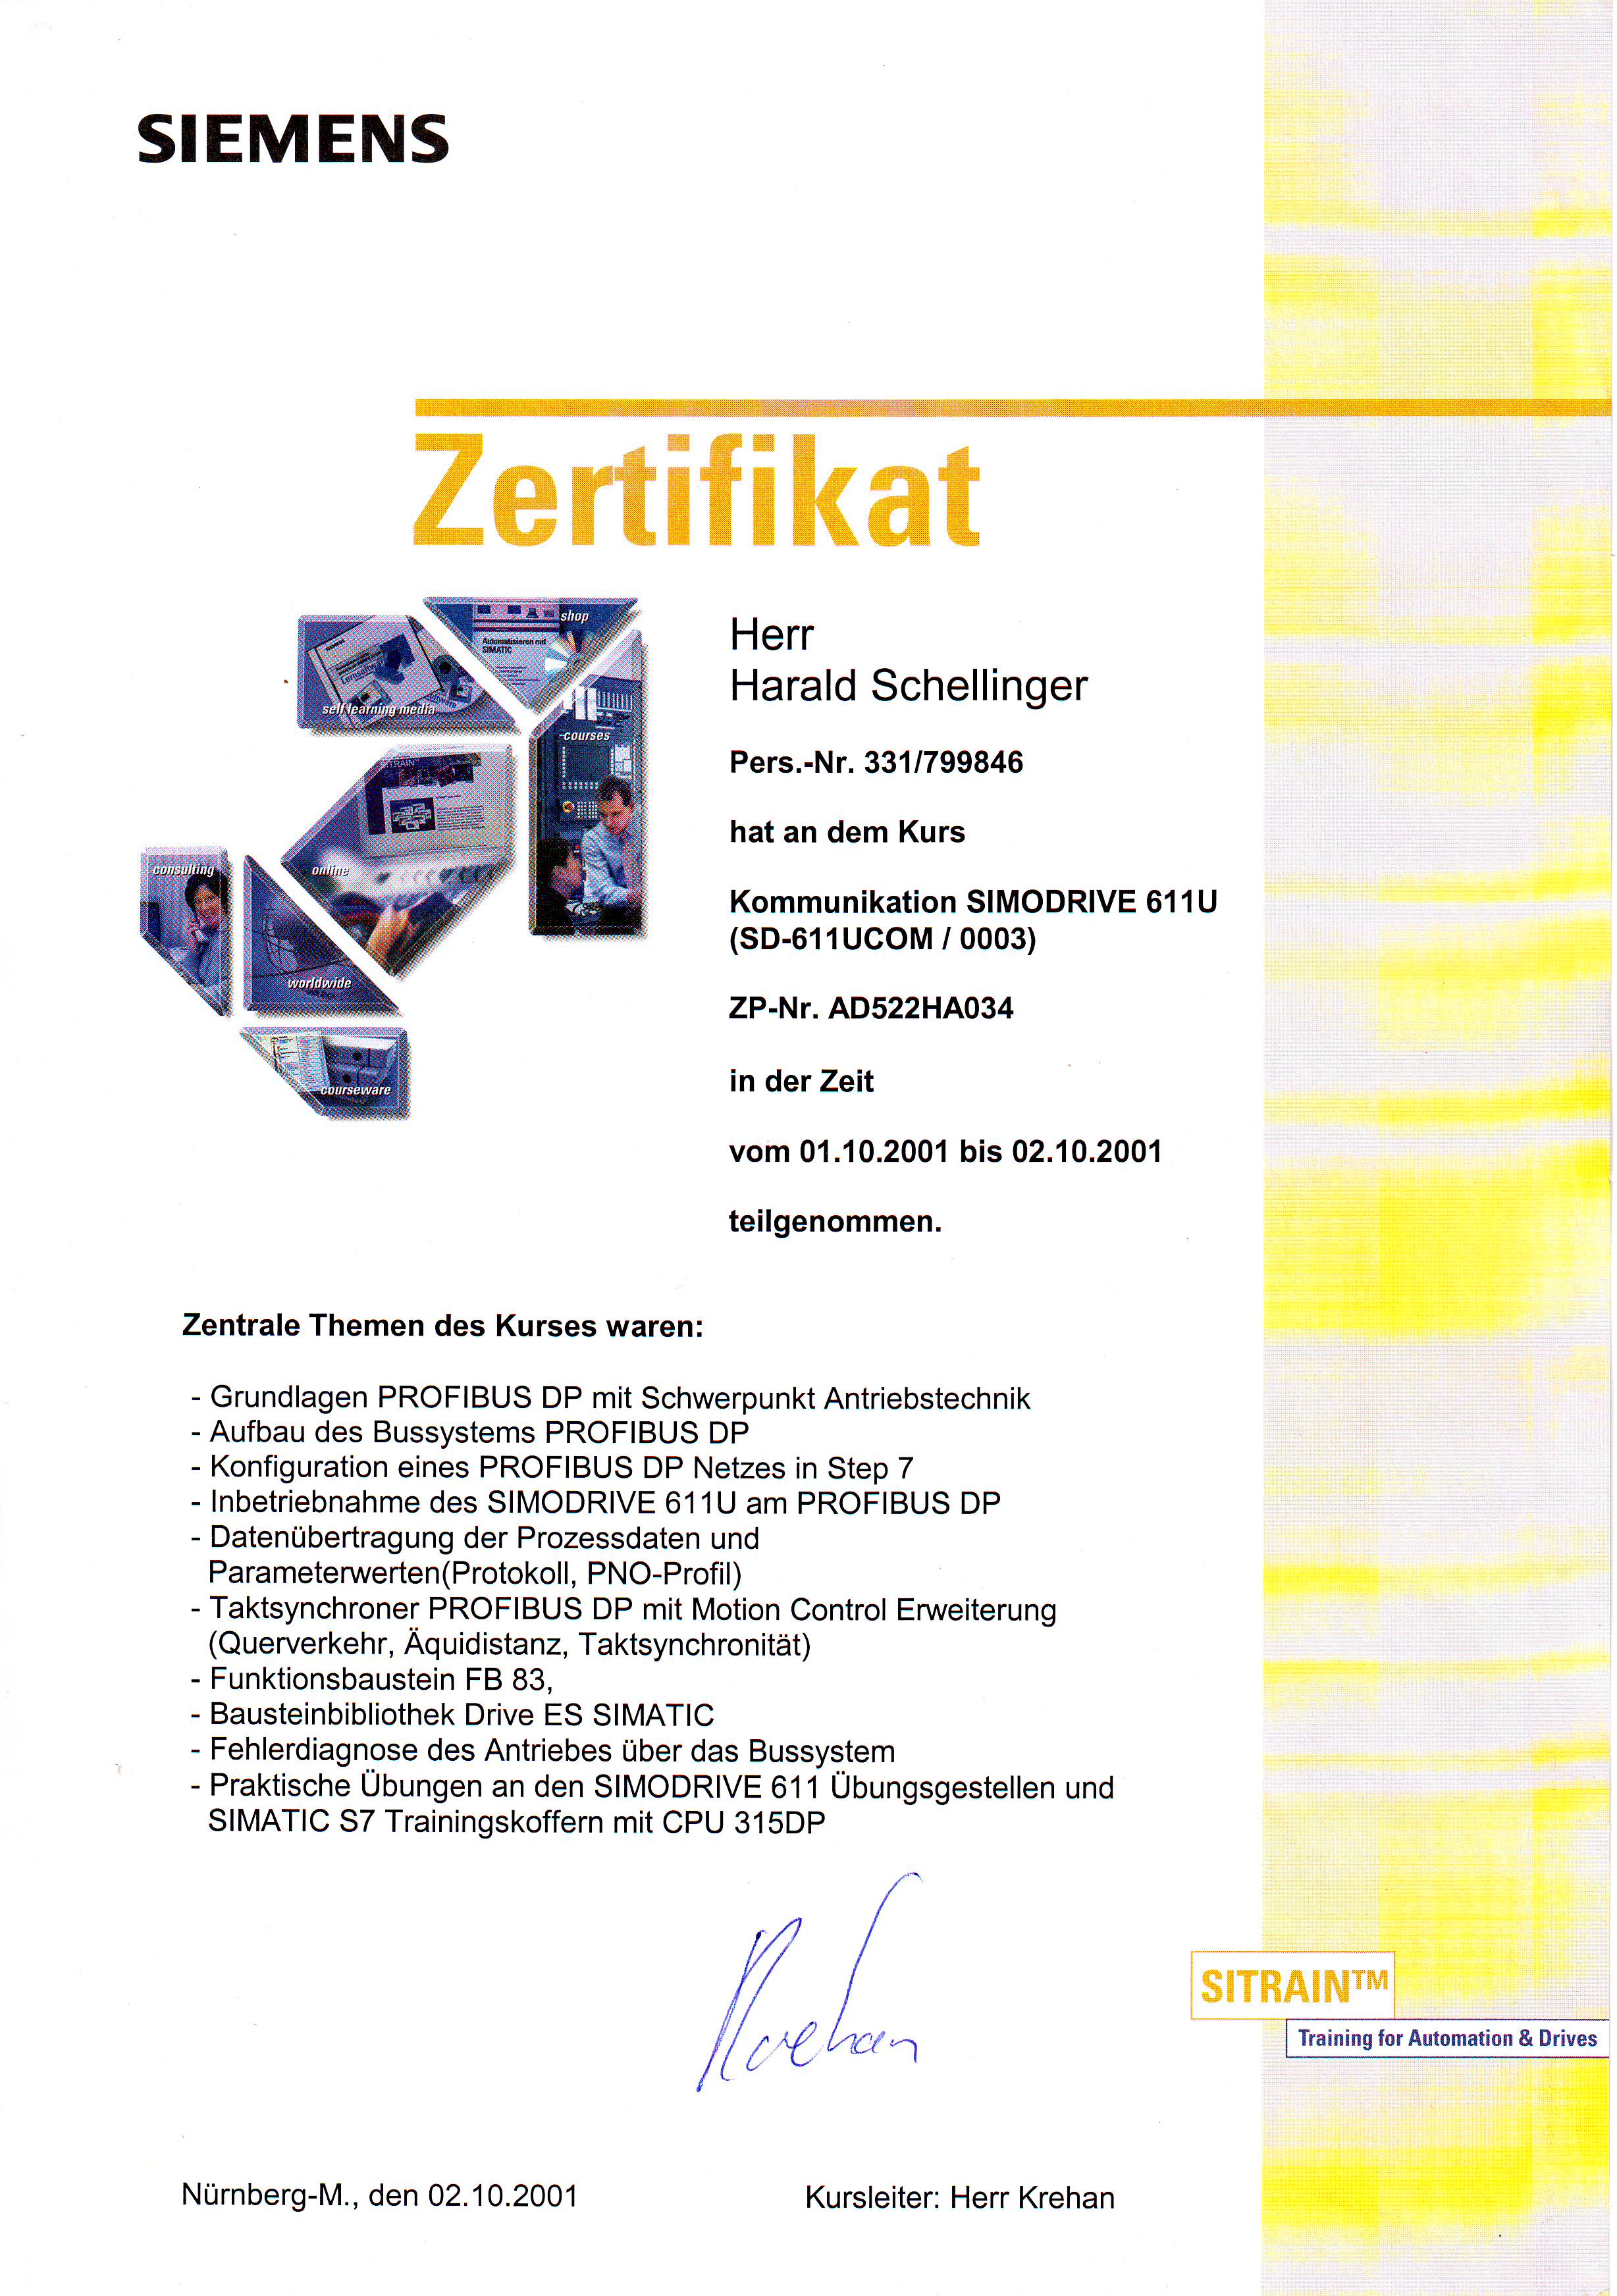 SIEMENS
Zertifikat
shop
Automatisieren mit
SIMATIC
Lernsoftware
self learning media
courses
SITRAIN
consulting
online
worldwide
courseware
Herr
Harald Schellinger
Pers.-Nr. 331/799846
hat an dem Kurs
Kommunikation SIMODRIVE 611U
(SD-611UCOM / 0003)
ZP-Nr. AD522HA034
in der Zeit
vom 01.10.2001 bis 02.10.2001
teilgenommen.
Zentrale Themen des Kurses waren:
- Grundlagen PROFIBUS DP mit Schwerpunkt Antriebstechnik
- Aufbau des Bussystems PROFIBUS DP
- Konfiguration eines PROFIBUS DP Netzes in Step 7
- Inbetriebnahme des SIMODRIVE 611U am PROFIBUS DP
- Datenübertragung der Prozessdaten und
Parameterwerten(Protokoll, PNO-Profil)
- Taktsynchroner PROFIBUS DP mit Motion Control Erweiterung
(Querverkehr, Äquidistanz, Taktsynchronität)
- Funktionsbaustein FB 83,
- Bausteinbibliothek Drive ES SIMATIC
- Fehlerdiagnose des Antriebes über das Bussystem
- Praktische Übungen an den SIMODRIVE 611 Übungsgestellen und
SIMATIC S7 Trainingskoffern mit CPU 315DP
Krehan
SITRAIN™
Training for Automation & Drives
Nürnberg-M., den 02.10.2001
Kursleiter: Herr Krehan